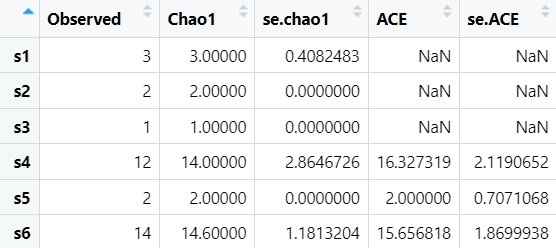 Observed Chao1 se.chao1 ACE se.ACE
s1 3 3.00000 0.4082483 NaN NaN
s2 2 2.00000 0.0000000 NaN NaN
s3 1 1.00000 0.0000000 NaN NaN
s4 12 14.00000 2.8646726 16.327319 2.1190652
s5 2 2.00000 0.0000000 2.000000 0.7071068
s6 14 14.60000 1.1813204 15.656818 1.8699938